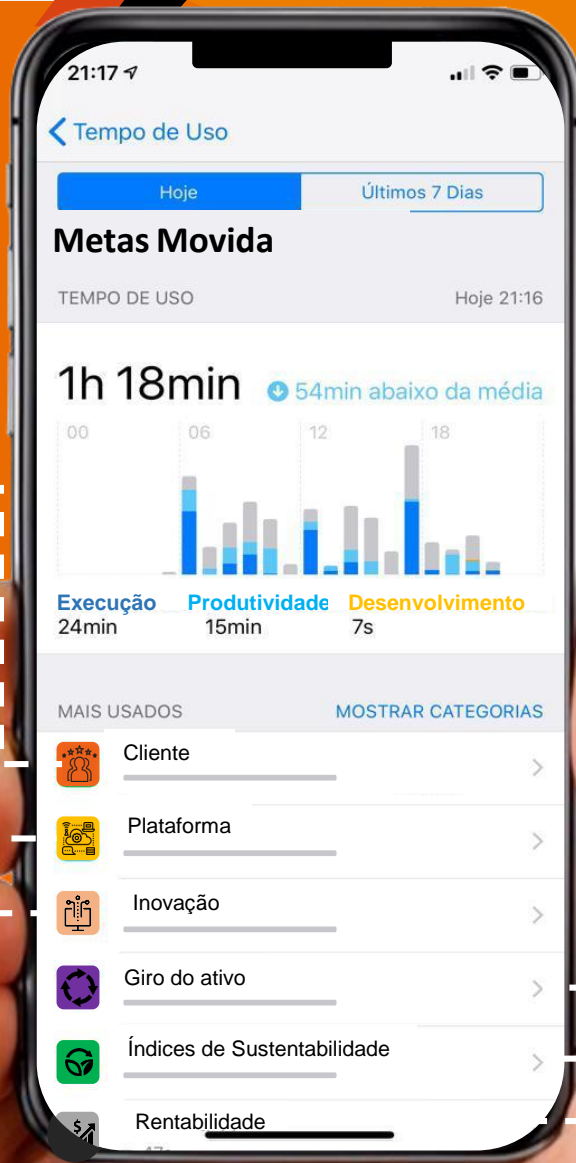 21:17
Tempo de Uso
Hoje
Últimos 7 Dias
Metas Movida
TEMPO DE USO
Hoje 21:16
1h 18min
54min abaixo da média
00
06
12
18
Execução
Produtividade
Desenvolvimento
24min
15min
7s
MAIS USADOS
MOSTRAR CATEGORIAS
Cliente
Plataforma
Inovação
Giro do ativo
Índices de Sustentabilidade
Rentabilidade